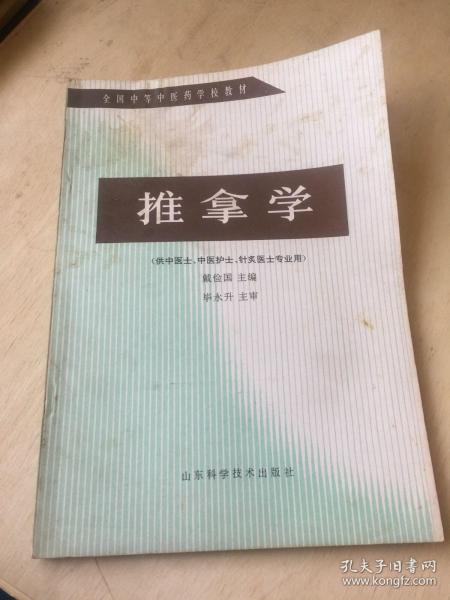 全国中等中医药学校教材
推拿学
(供中医士、中医护士、针灸医士专业用)
戴俭国 主编
毕永升 主审
山东科学技术出版社
孔夫子旧书网
www.kongfz.com